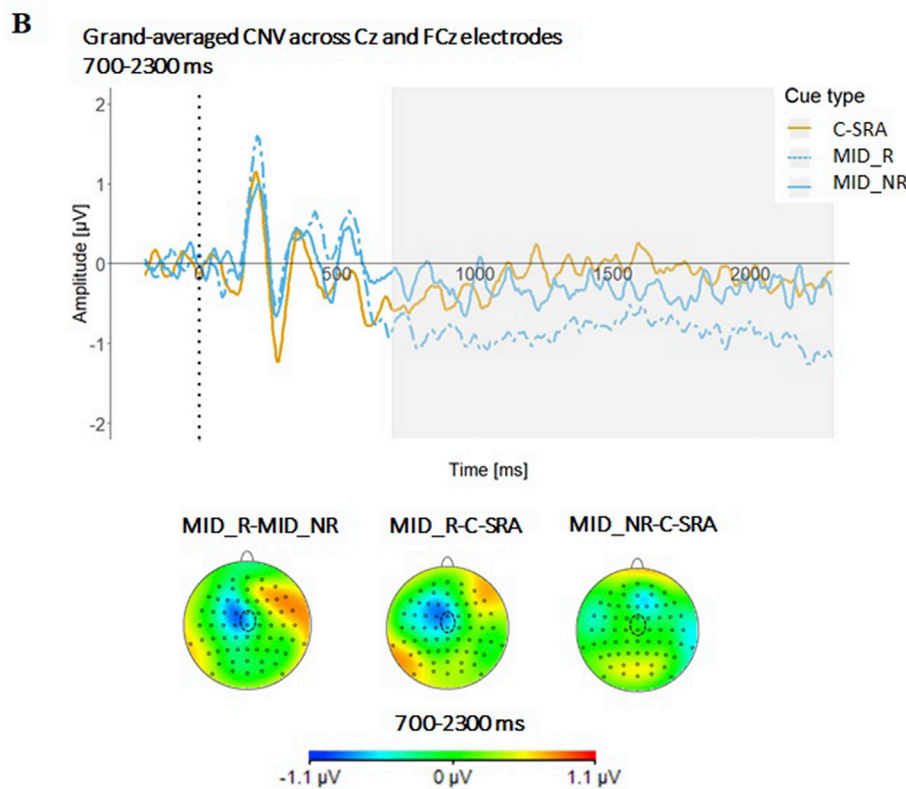 B
Grand-averaged CNV across Cz and FCz electrodes
700-2300 ms
Cue type
C-SRA
MID_R
MID_NR
Amplitude [µV]
2
1
0
-1
-2
0
500
1000
1500
2000
Time [ms]
MID_R-MID_NR
MID_R-C-SRA
MID_NR-C-SRA
700-2300 ms
-1.1 µV
0 µV
1.1 µV